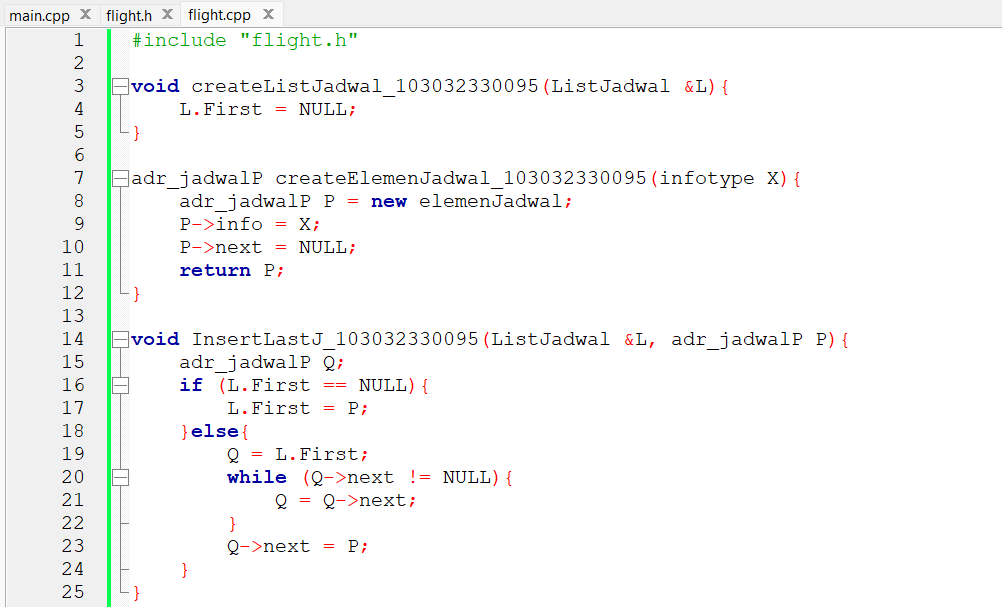 main.cpp X flight.h X flight.cpp X
1 #include "flight.h"
2
3 void createListJadwal_103032330095(ListJadwal &L){
4     L.First = NULL;
5 }
6
7 adr_jadwalP createElemenJadwal_103032330095(infotype X){
8     adr_jadwalP P = new elemenJadwal;
9     P->info = X;
10     P->next = NULL;
11     return P;
12 }
13
14 void InsertLastJ_103032330095(ListJadwal &L, adr_jadwalP P){
15     adr_jadwalP Q;
16     if (L.First == NULL){
17         L.First = P;
18     }else{
19         Q = L.First;
20         while (Q->next != NULL){
21             Q = Q->next;
22         }
23         Q->next = P;
24     }
25 }